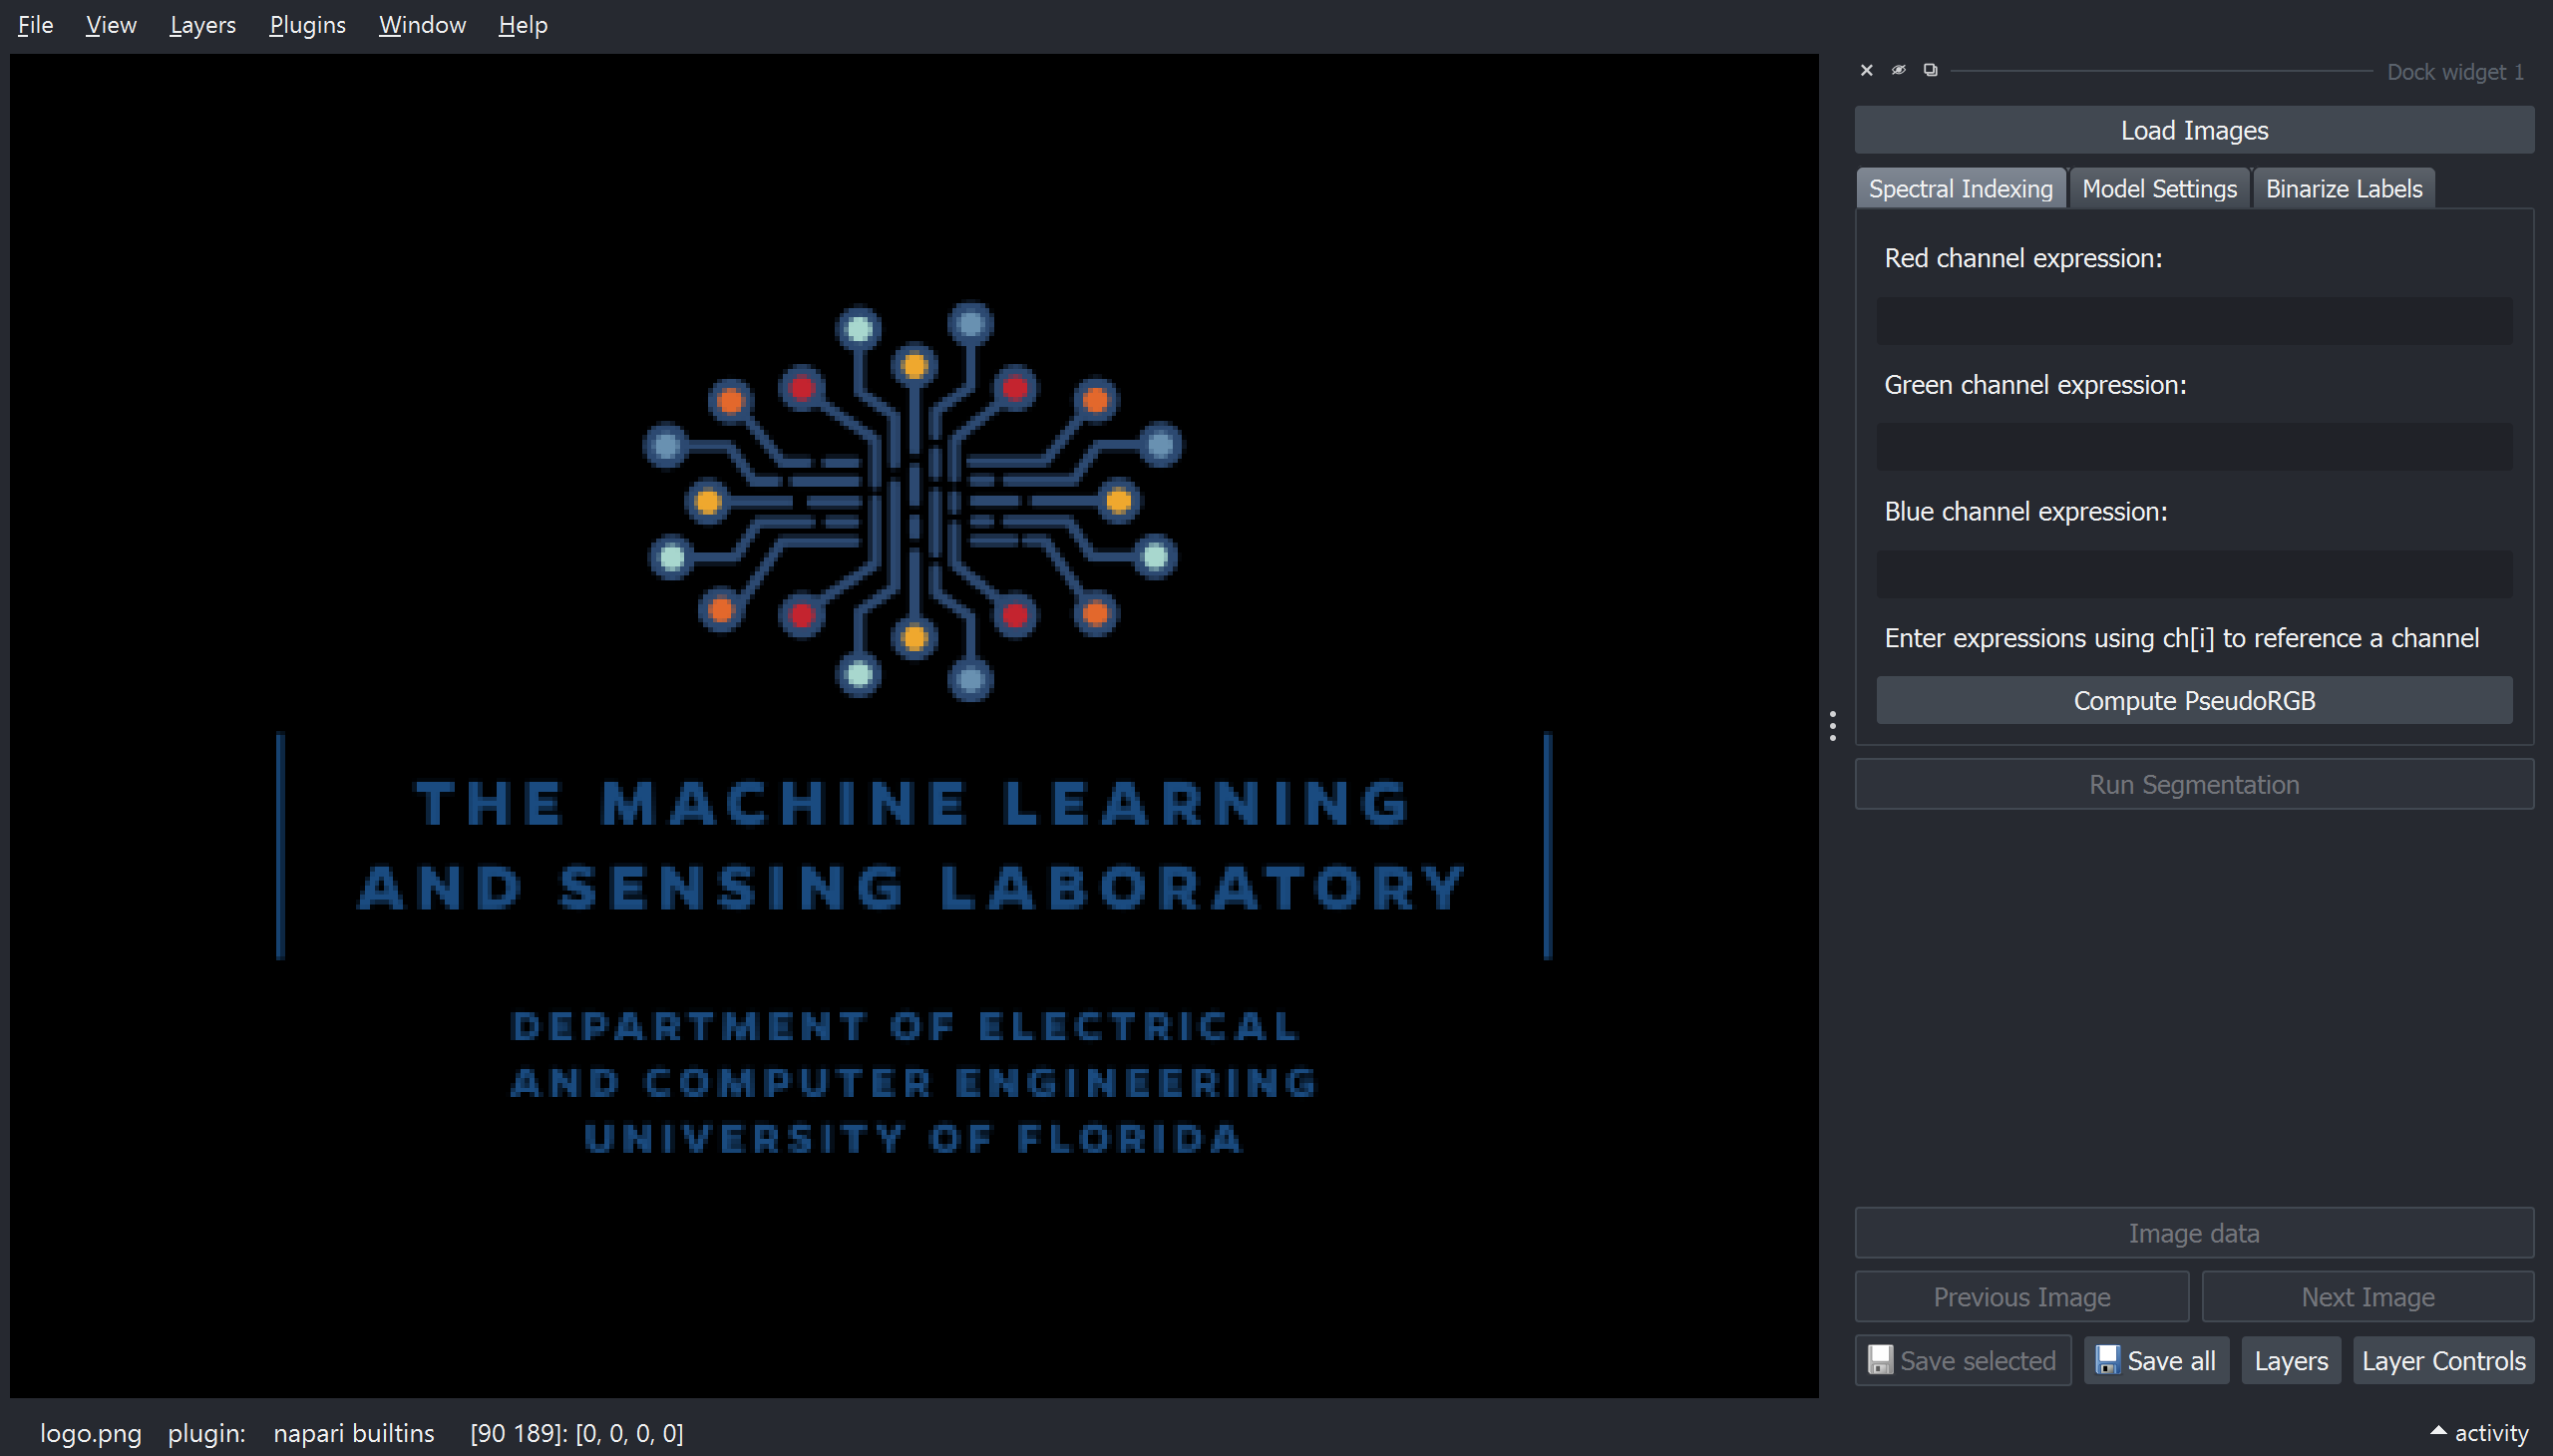 File View Layers Plugins Window Help
Dock widget 1
Load Images
Spectral Indexing Model Settings Binarize Labels
Red channel expression:
Green channel expression:
Blue channel expression:
Enter expressions using ch[i] to reference a channel
Compute PseudoRGB
Run Segmentation
THE MACHINE LEARNING
AND SENSING LABORATORY
DEPARTMENT OF ELECTRICAL
AND COMPUTER ENGINEERING
UNIVERSITY OF FLORIDA
Image data
Previous Image Next Image
Save selected Save all Layers Layer Controls
logo.png plugin: napari builtins [90 189]: [0, 0, 0, 0]
activity